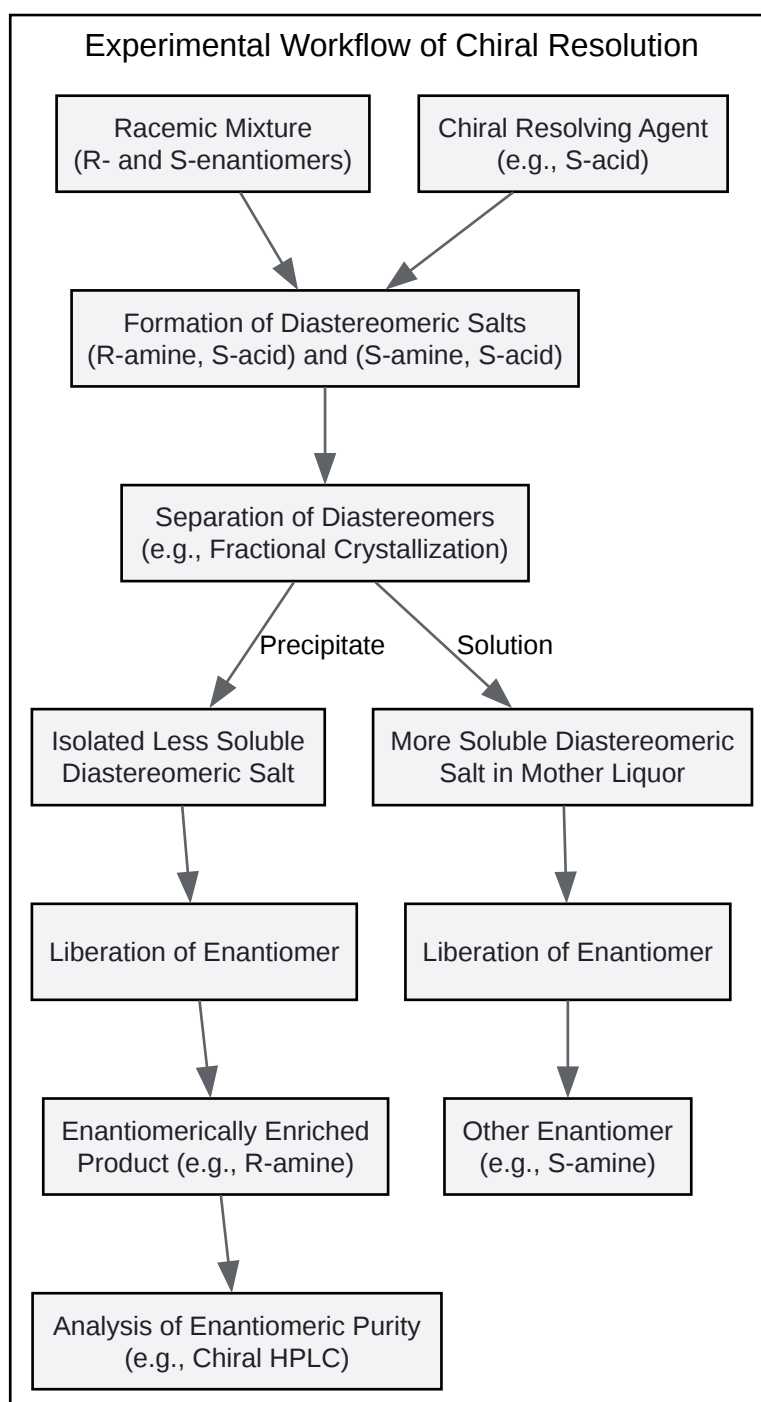 Experimental Workflow of Chiral Resolution
Racemic Mixture
(R- and S-enantiomers)
Chiral Resolving Agent
(e.g., S-acid)
Formation of Diastereomeric Salts
(R-amine, S-acid) and (S-amine, S-acid)
Separation of Diastereomers
(e.g., Fractional Crystallization)
Precipitate
Solution
Isolated Less Soluble
Diastereomeric Salt
More Soluble Diastereomeric
Salt in Mother Liquor
Liberation of Enantiomer
Liberation of Enantiomer
Enantiomerically Enriched
Product (e.g., R-amine)
Other Enantiomer
(e.g., S-amine)
Analysis of Enantiomeric Purity
(e.g., Chiral HPLC)